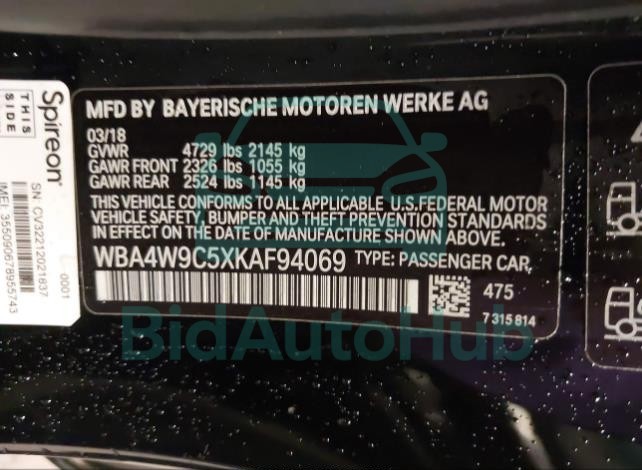 Spireon
THIS
SIDE
SN: CV32212021837
0001
IMEI: 355090678955743
MFD BY BAYERISCHE MOTOREN WERKE AG
03/18
GVWR 4729 lbs 2145 kg
GAWR FRONT 2326 lbs 1055 kg
GAWR REAR 2524 lbs 1145 kg
THIS VEHICLE CONFORMS TO ALL APPLICABLE U.S.FEDERAL MOTOR
VEHICLE SAFETY, BUMPER AND THEFT PREVENTION STANDARDS
IN EFFECT ON THE DATE OF MANUFACTURE SHOWN ABOVE.
WBA4W9C5XKAF94069 TYPE: PASSENGER CAR
475
7 315 814
BidAutoHub